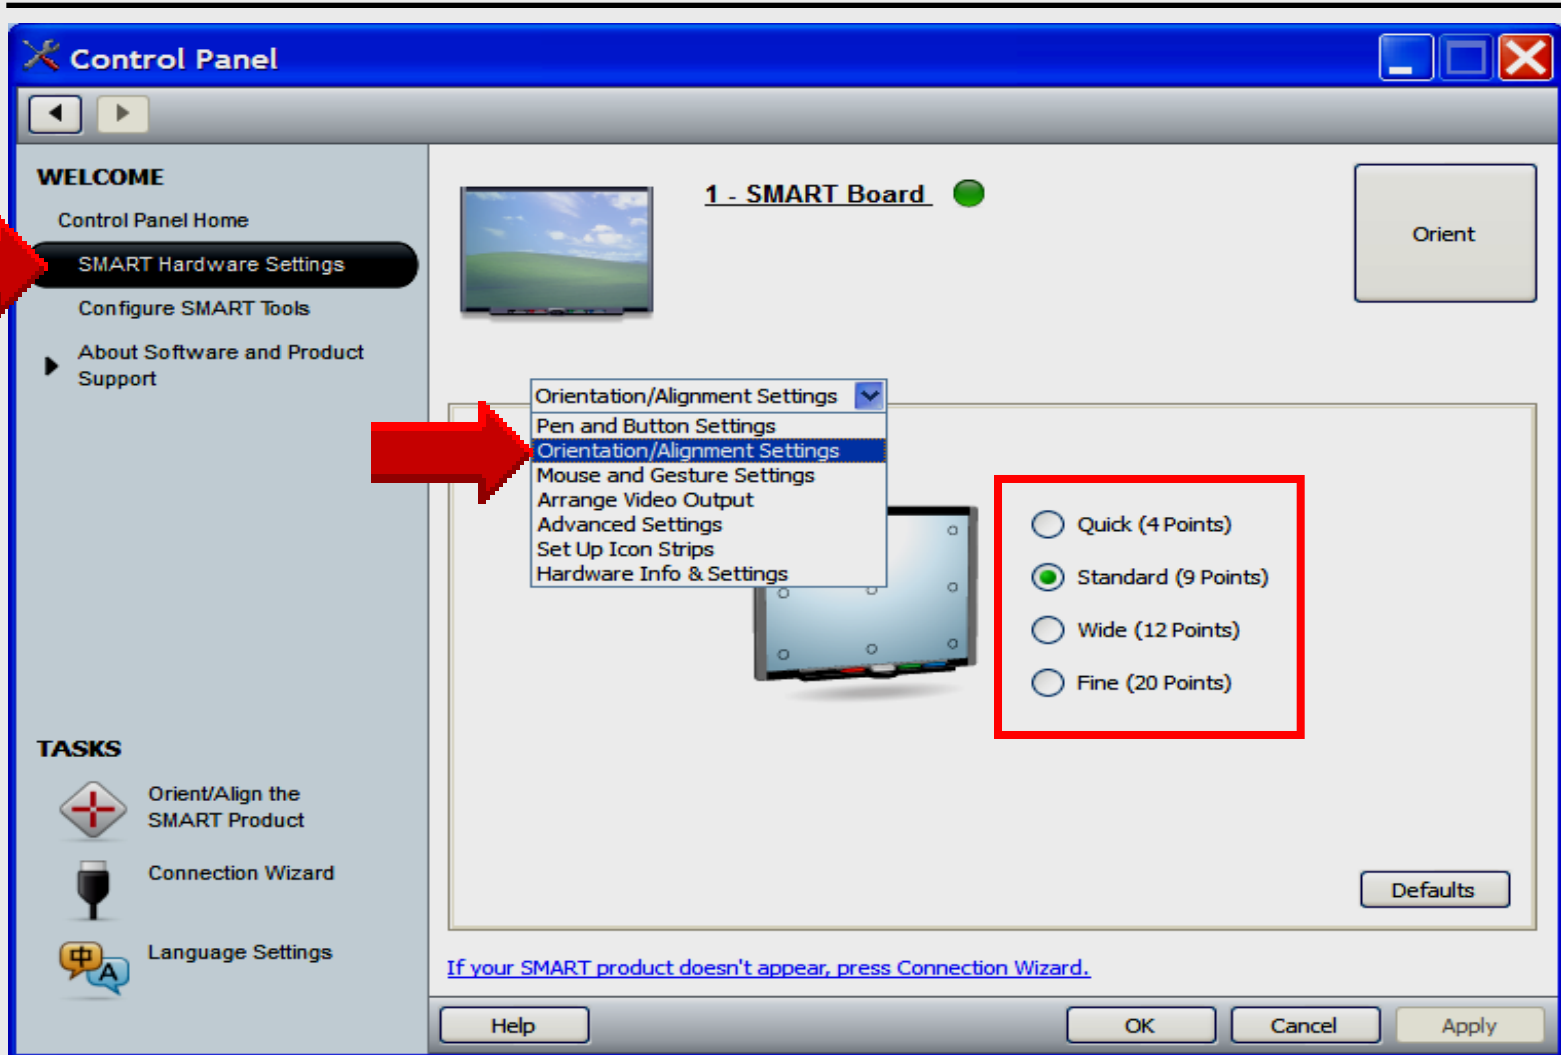 Control Panel
WELCOME
Control Panel Home
SMART Hardware Settings
Configure SMART Tools
About Software and Product
Support
TASKS
Orient/Align the
SMART Product
Connection Wizard
中 A
Language Settings
1 - SMART Board
Orient
Orientation/Alignment Settings
Pen and Button Settings
Orientation/Alignment Settings
Mouse and Gesture Settings
Arrange Video Output
Advanced Settings
Set Up Icon Strips
Hardware Info & Settings
Quick (4 Points)
Standard (9 Points)
Wide (12 Points)
Fine (20 Points)
Defaults
If your SMART product doesn't appear, press Connection Wizard.
Help
OK
Cancel
Apply